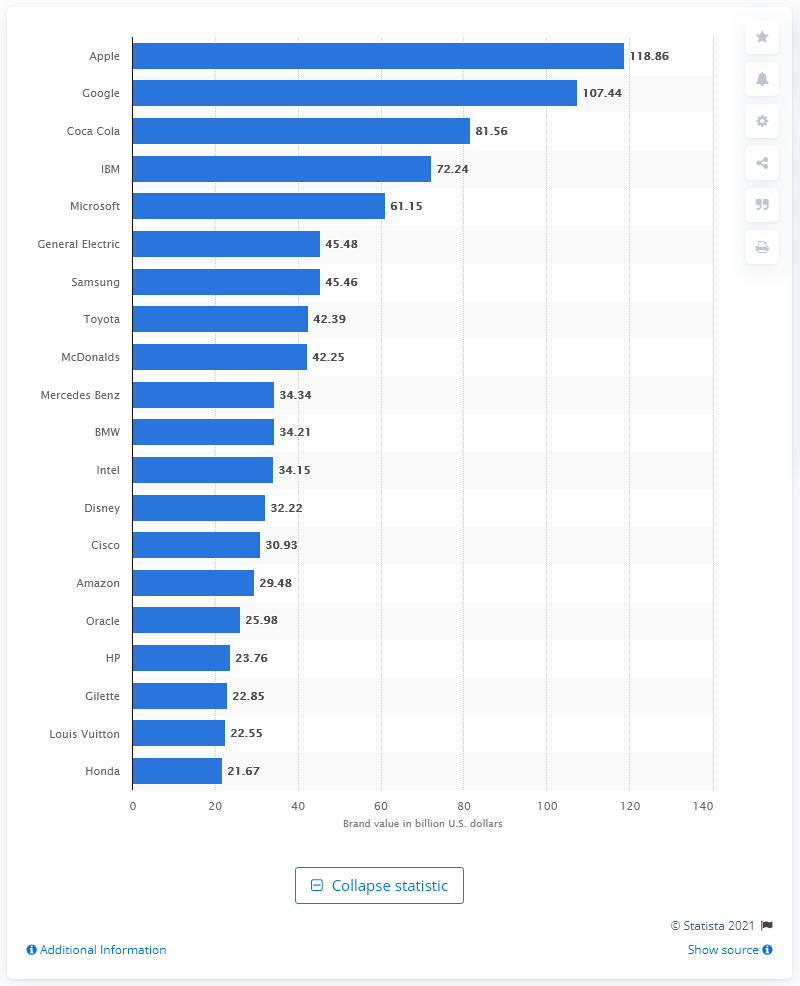 Apple 118.86
Google 107.44
Coca Cola 81.56
IBM 72.24
Microsoft 61.15
General Electric 45.48
Samsung 45.46
Toyota 42.39
McDonalds 42.25
Mercedes Benz 34.34
BMW 34.21
Intel 34.15
Disney 32.22
Cisco 30.93
Amazon 29.48
Oracle 25.98
HP 23.76
Gilette 22.85
Louis Vuitton 22.55
Honda 21.67
0 20 40 60 80 100 120 140
Brand value in billion U.S. dollars
Collapse statistic
© Statista 2021
Additional Information Show source